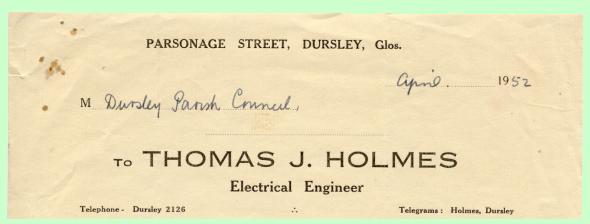 PARSONAGE STREET, DURSLEY, Glos.
April. 1952
M Dursley Parish Council,
To THOMAS J. HOLMES
Electrical Engineer
Telephone - Dursley 2126 ∴ Telegrams : Holmes, Dursley